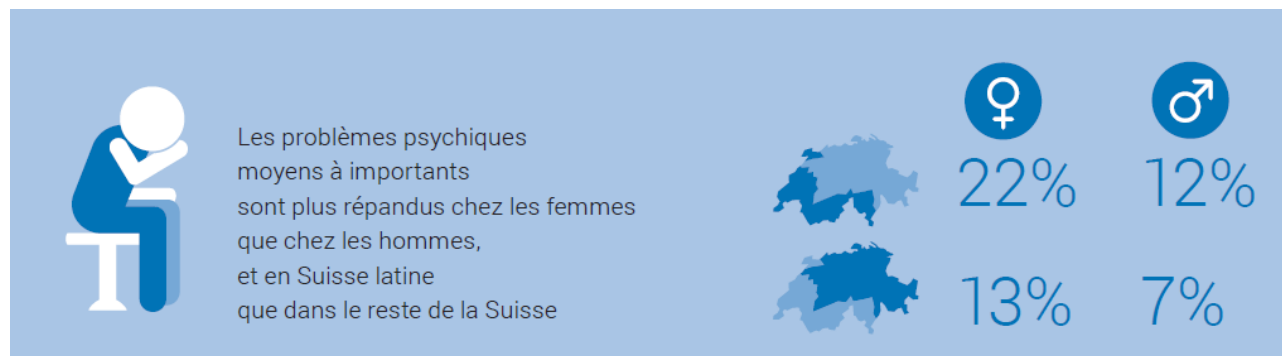 Les problèmes psychiques
moyens à importants
sont plus répandus chez les femmes
que chez les hommes,
et en Suisse latine
que dans le reste de la Suisse
22% 12%
13% 7%